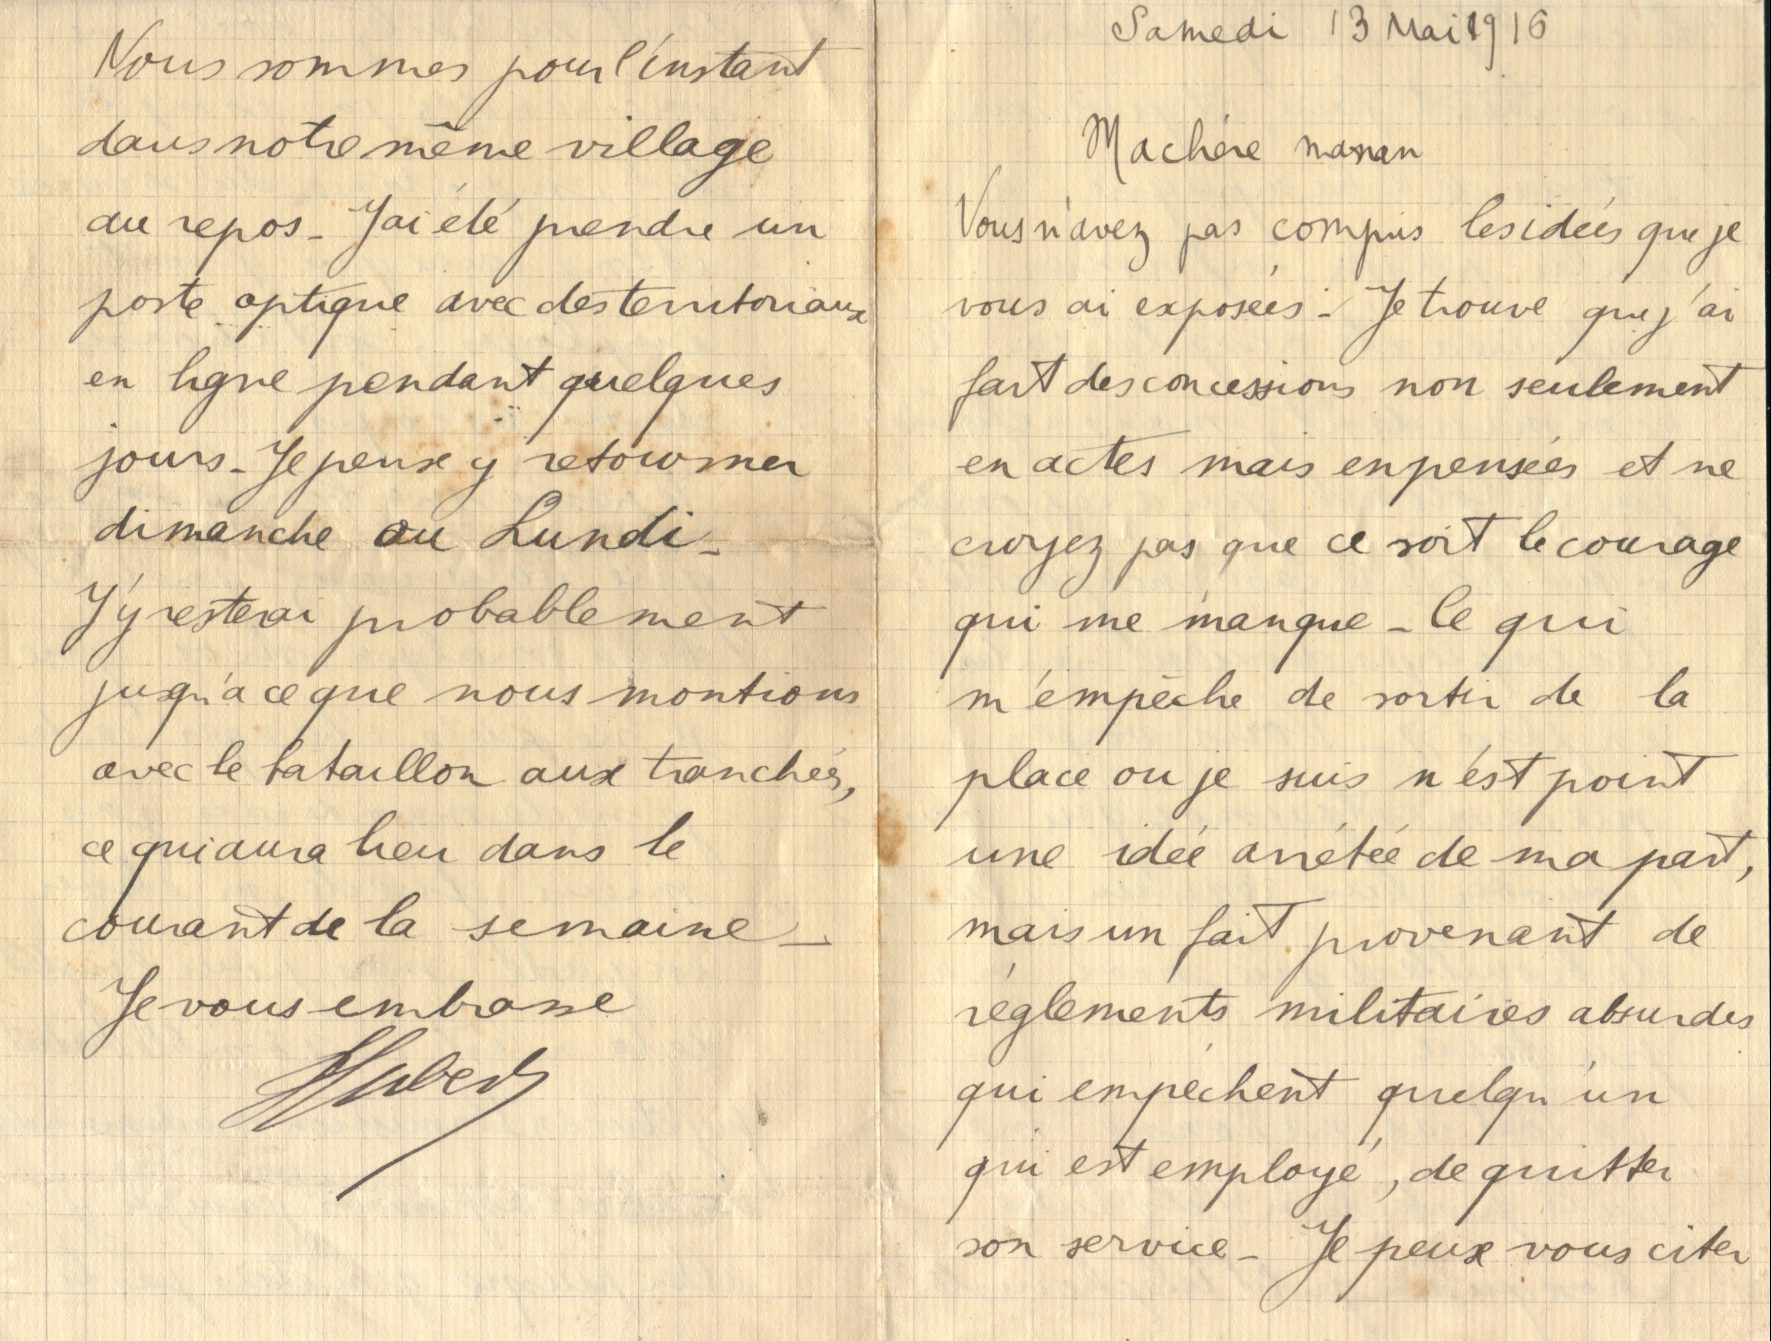 Samedi 13 Mai 1916
Ma chère maman
Vous n'avez pas compris les idées que je
vous ai exposées - Je trouve que j'ai
fait des concessions non seulement
en actes mais en pensées et ne
croyez pas que ce soit le courage
qui me manque - Ce qui
m'empêche de sortir de la
place ou je suis n'est point
une idée arrêtée de ma part,
mais un fait provenant de
réglements militaires absurdes
qui empêchent quelqu'un
qui est employé, de quitter
son service - Je peux vous citer
Nous sommes pour l'instant
dans notre même village
au repos - J'ai été prendre un
poste optique avec des territoriaux
en ligne pendant quelques
jours - Je peux y retourner
dimanche ou Lundi -
J'y resterai probablement
jusqu'a ce que nous montions
avec le bataillon aux tranchées,
ce qui aura lieu dans le
courant de la semaine -
Je vous embrasse
Hubert